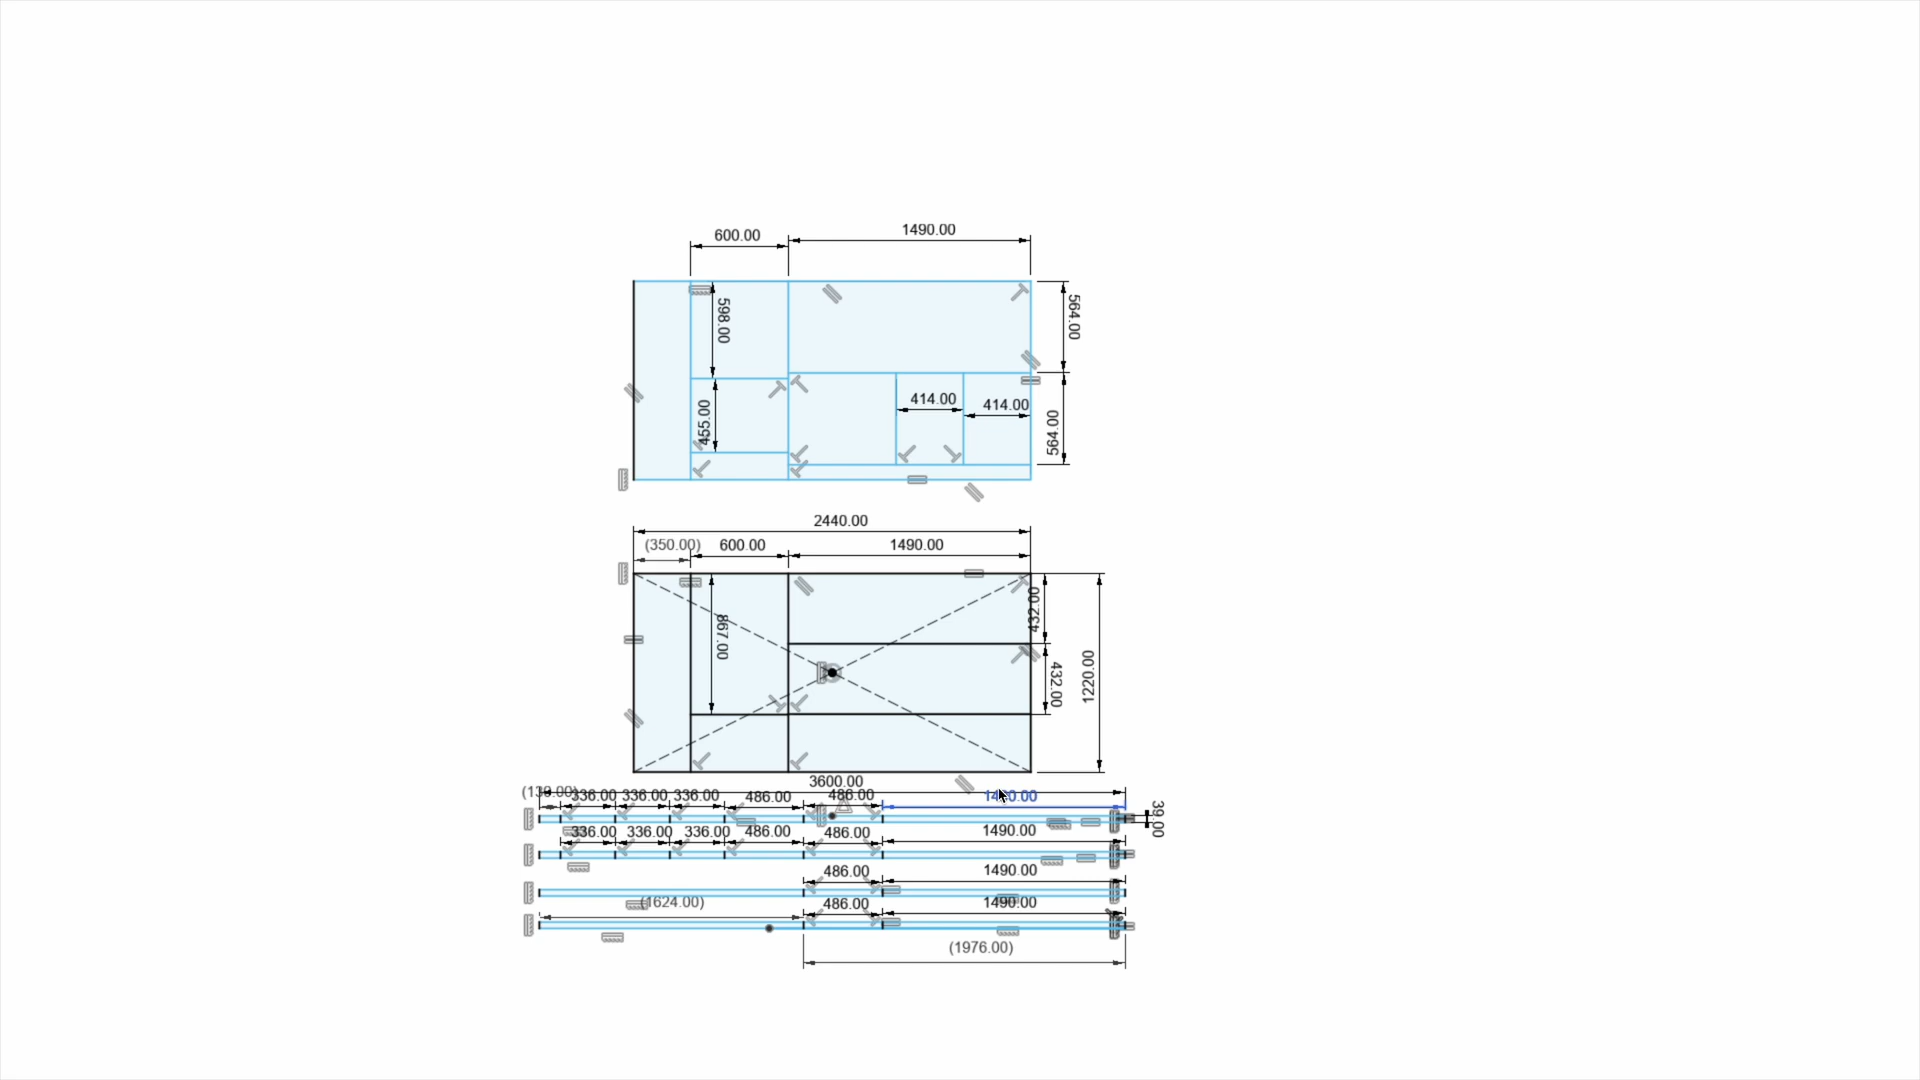 600.00 1490.00
598.00 564.00
455.00 414.00 414.00 564.00
2440.00
(350.00) 600.00 1490.00
867.00 432.00
432.00 1220.00
3600.00
336.00 336.00 336.00 486.00 486.00 39.00
336.00 336.00 336.00 486.00 486.00 1490.00
486.00 1490.00
(1624.00) 486.00 1490.00
(1976.00)